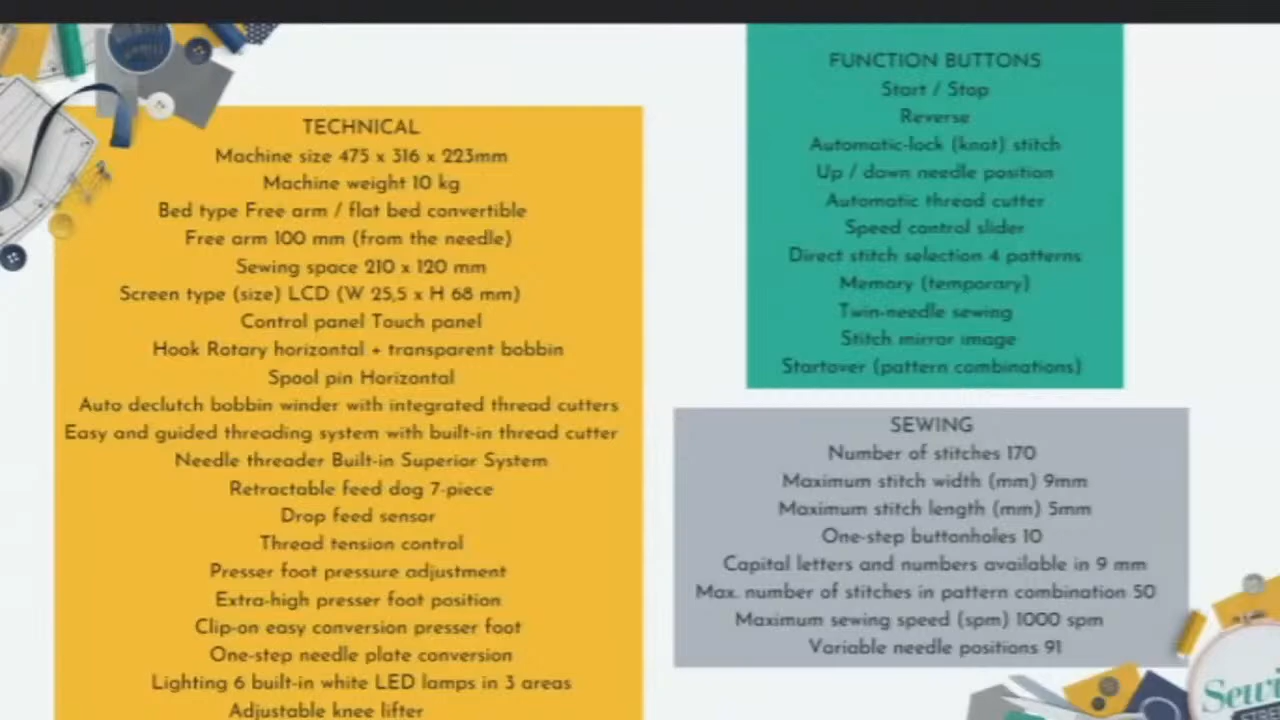 TECHNICAL
Machine size 475 x 316 x 223mm
Machine weight 10 kg
Bed type Free arm / flat bed convertible
Free arm 100 mm (from the needle)
Sewing space 210 x 120 mm
Screen type (size) LCD (W 25,5 x H 68 mm)
Control panel Touch panel
Hook Rotary horizontal + transparent bobbin
Spool pin Horizontal
Auto declutch bobbin winder with integrated thread cutters
Easy and guided threading system with built-in thread cutter
Needle threader Built-in Superior System
Retractable feed dog 7-piece
Drop feed sensor
Thread tension control
Presser foot pressure adjustment
Extra-high presser foot position
Clip-on easy conversion presser foot
One-step needle plate conversion
Lighting 6 built-in white LED lamps in 3 areas
Adjustable knee lifter
FUNCTION BUTTONS
Start / Stop
Reverse
Automatic-lock (knot) stitch
Up / down needle position
Automatic thread cutter
Speed control slider
Direct stitch selection 4 patterns
Memory (temporary)
Twin-needle sewing
Stitch mirror image
Startover (pattern combinations)
SEWING
Number of stitches 170
Maximum stitch width (mm) 9mm
Maximum stitch length (mm) 5mm
One-step buttonholes 10
Capital letters and numbers available in 9 mm
Max. number of stitches in pattern combination 50
Maximum sewing speed (spm) 1000 spm
Variable needle positions 91
Sewi